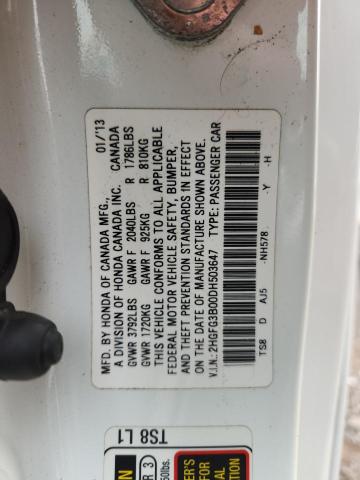 MFD. BY HONDA OF CANADA MFG., 01/'13
A DIVISION OF HONDA CANADA INC. CANADA
GVWR 3792LBS GAWR F 2040LBS R 1786LBS
GVWR 1720KG GAWR F 925KG R 810KG
THIS VEHICLE CONFORMS TO ALL APPLICABLE
FEDERAL MOTOR VEHICLE SAFETY, BUMPER,
AND THEFT PREVENTION STANDARDS IN EFFECT
ON THE DATE OF MANUFACTURE SHOWN ABOVE.
V.I.N.: 2HGFG3B00DH503647 TYPE: PASSENGER CAR
TS8 D AJ5 -NH578 -Y -H
TS8 L1